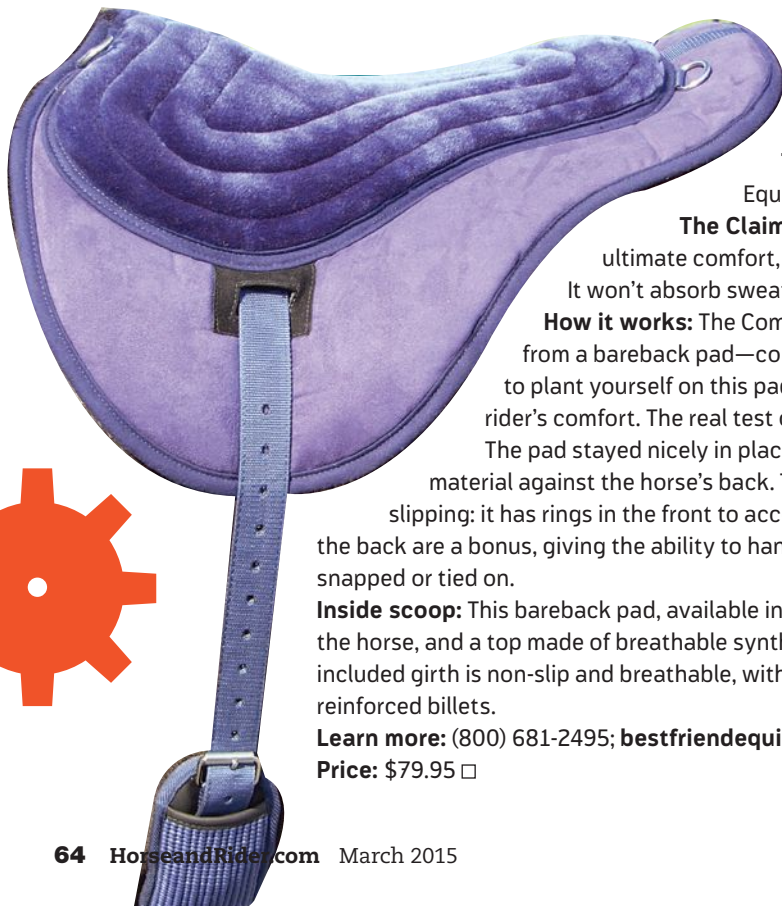 Equ
The Claim
ultimate comfort,
It won't absorb sweat
How it works: The Com
from a bareback pad—co
to plant yourself on this pad
rider's comfort. The real test
The pad stayed nicely in place
material against the horse's back.
slipping: it has rings in the front to acc
the back are a bonus, giving the ability to han
snapped or tied on.
Inside scoop: This bareback pad, available in
the horse, and a top made of breathable synth
included girth is non-slip and breathable, with
reinforced billets.
Learn more: (800) 681-2495; bestfriendequi
Price: $79.95 □
64 HorseandRider.com March 2015